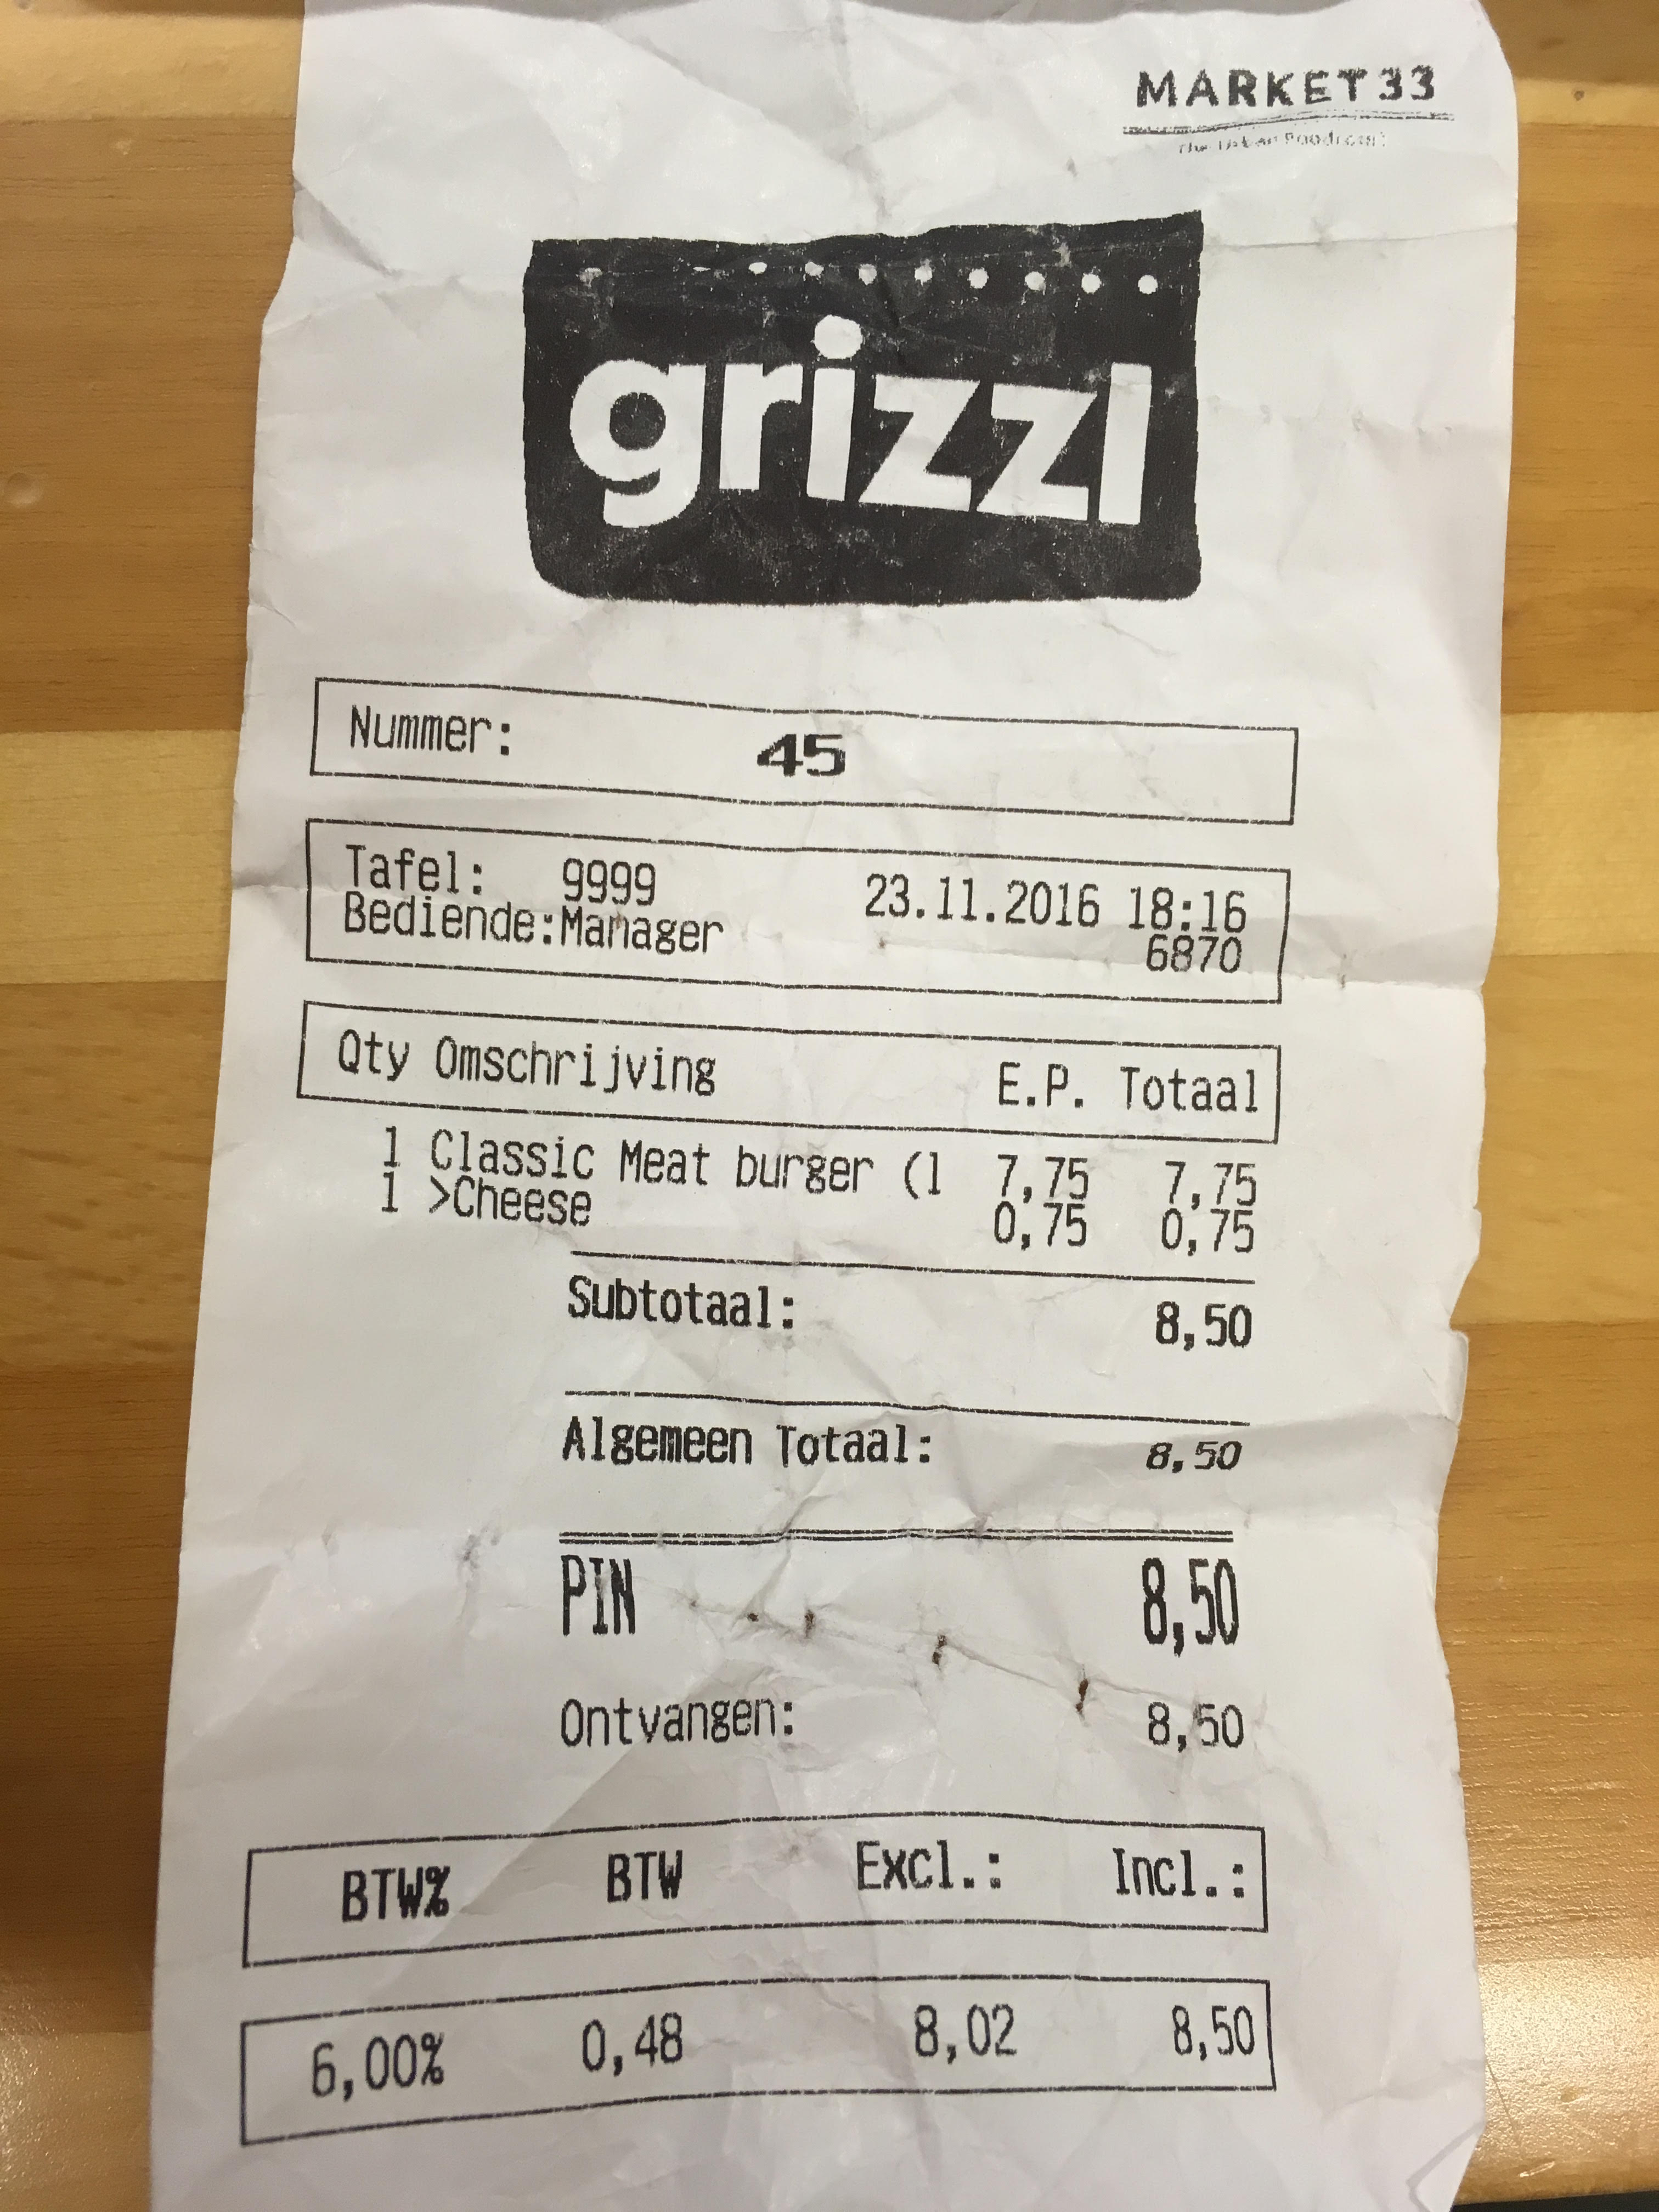 MARKET 33
grizzl
Nummer: 45
Tafel: 9999 23.11.2016 18:16
Bediende:Manager 6870
Qty Omschrijving E.P. Totaal
1 Classic Meat burger (1 7,75 7,75
1 >Cheese 0,75 0,75
Subtotaal: 8,50
Algemeen Totaal: 8,50
PIN 8,50
Ontvangen: 8,50
BTW% BTW Excl.: Incl.:
6,00% 0,48 8,02 8,50